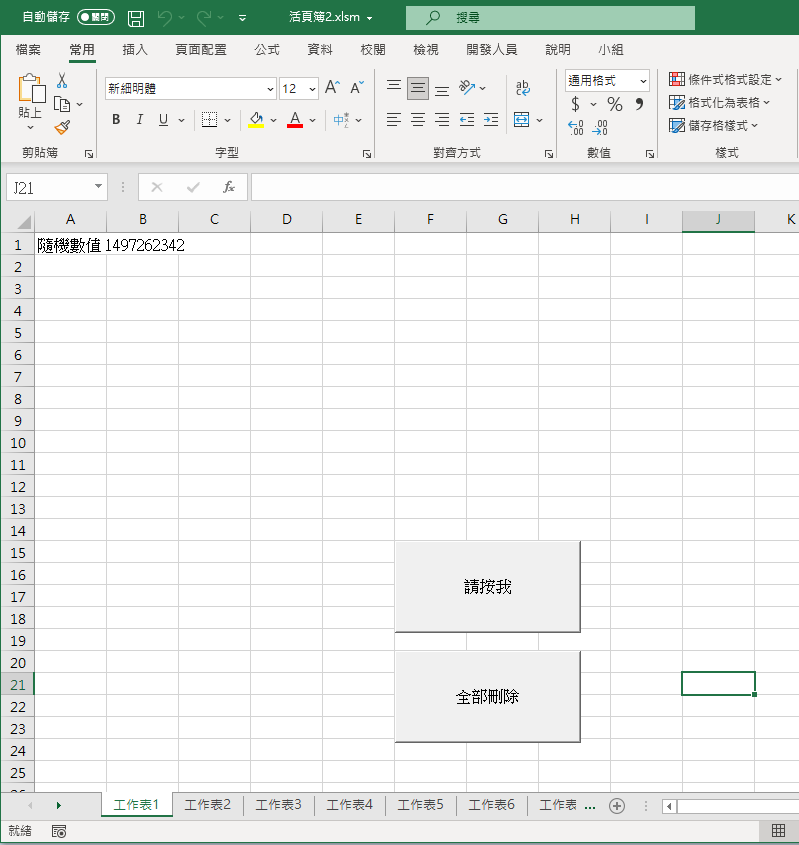 自動儲存 關閉 活頁簿2.xlsm 搜尋
檔案 常用 插入 頁面配置 公式 資料 校閱 檢視 開發人員 說明 小組
新細明體 12 通用格式 條件式格式設定
貼上 B I U A 中 $ % 格式化為表格
儲存格樣式
剪貼簿 字型 對齊方式 數值 樣式
J21 fx
A B C D E F G H I J K
1 隨機數值 1497262342
2
3
4
5
6
7
8
9
10
11
12
13
14
15
16 請按我
17
18
19
20
21 全部刪除
22
23
24
25
26
工作表1 工作表2 工作表3 工作表4 工作表5 工作表6 工作表 ...
就緒